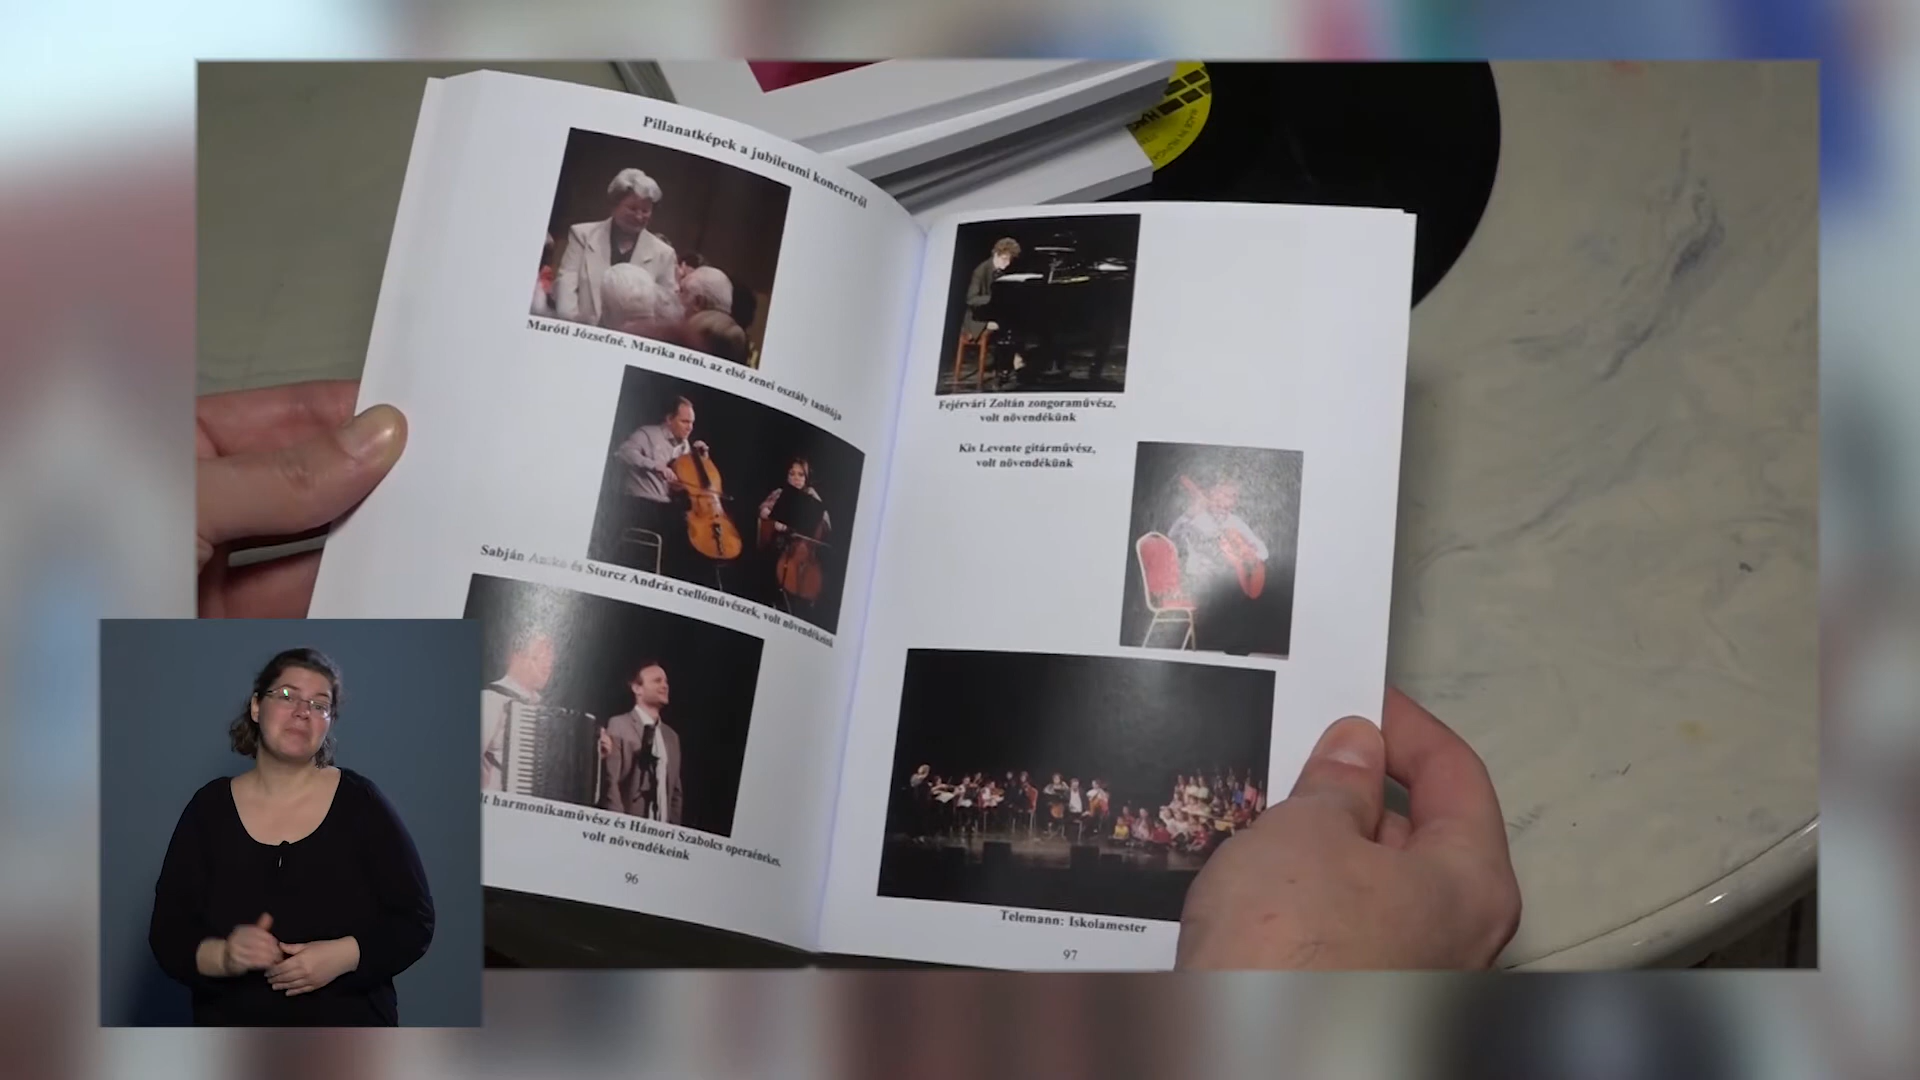 Pillanatképek a jubileumi koncertről
Maróti Józsefné, Marika néni, az első zenei osztály tanítója
Sabján Anikó és Sturcz András csellóművészek, volt növendékeink
lt harmonikaművész és Hámori Szabolcs operaénekes,
volt növendékeink
96
Fejérvári Zoltán zongoraművész,
volt növendékünk
Kis Levente gitárművész,
volt növendékünk
Telemann: Iskolamester
97